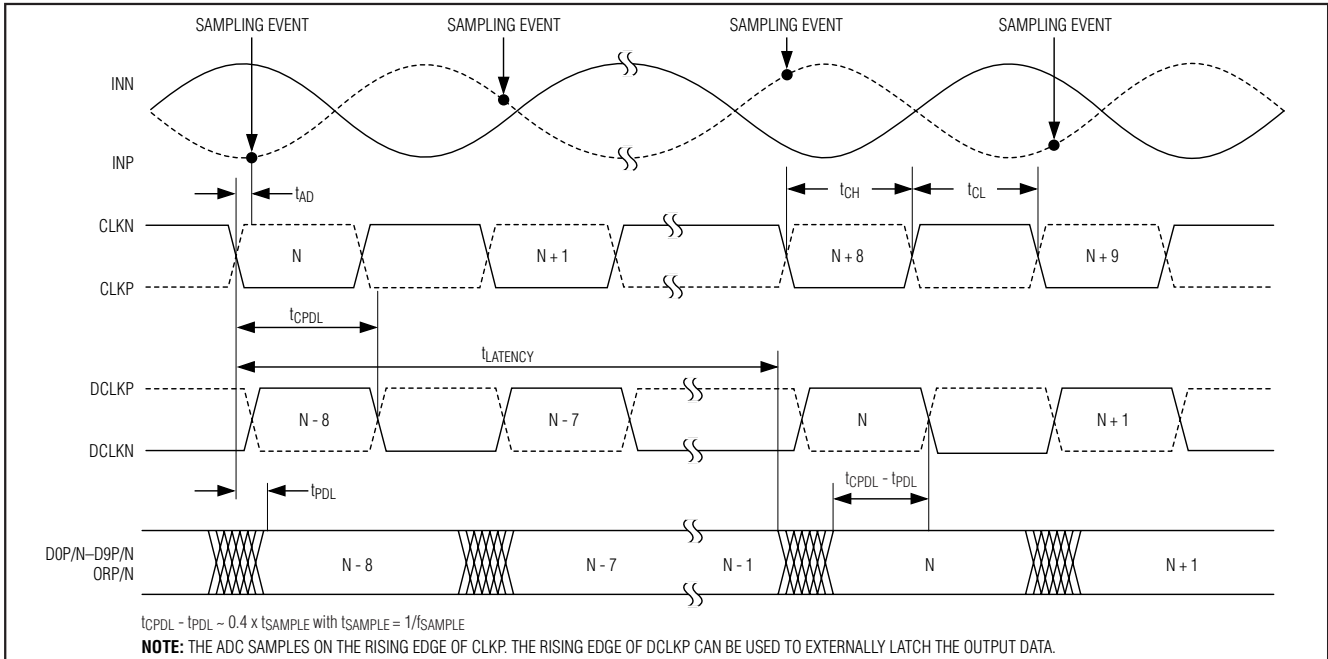 SAMPLING EVENT SAMPLING EVENT SAMPLING EVENT SAMPLING EVENT
INN
INP
tAD
tCH
tCL
CLKN
N
N + 1
N + 8
N + 9
CLKP
tCPDL
tLATENCY
DCLKP
N - 8
N - 7
N
N + 1
DCLKN
tPDL
tCPDL - tPDL
D0P/N–D9P/N
ORP/N
N - 8
N - 7
N - 1
N
N + 1
tCPDL - tPDL ~ 0.4 x tSAMPLE with tSAMPLE = 1/fSAMPLE
NOTE: THE ADC SAMPLES ON THE RISING EDGE OF CLKP. THE RISING EDGE OF DCLKP CAN BE USED TO EXTERNALLY LATCH THE OUTPUT DATA.